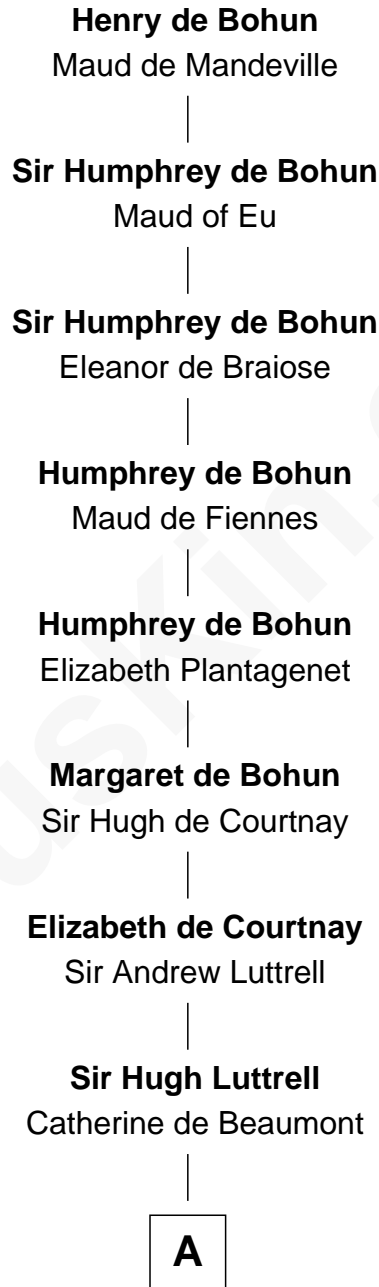 Henry de Bohun
Maud de Mandeville
Sir Humphrey de Bohun
Maud of Eu
Sir Humphrey de Bohun
Eleanor de Braiose
Humphrey de Bohun
Maud de Fiennes
Humphrey de Bohun
Elizabeth Plantagenet
Margaret de Bohun
Sir Hugh de Courtnay
Elizabeth de Courtnay
Sir Andrew Luttrell
Sir Hugh Luttrell
Catherine de Beaumont
A